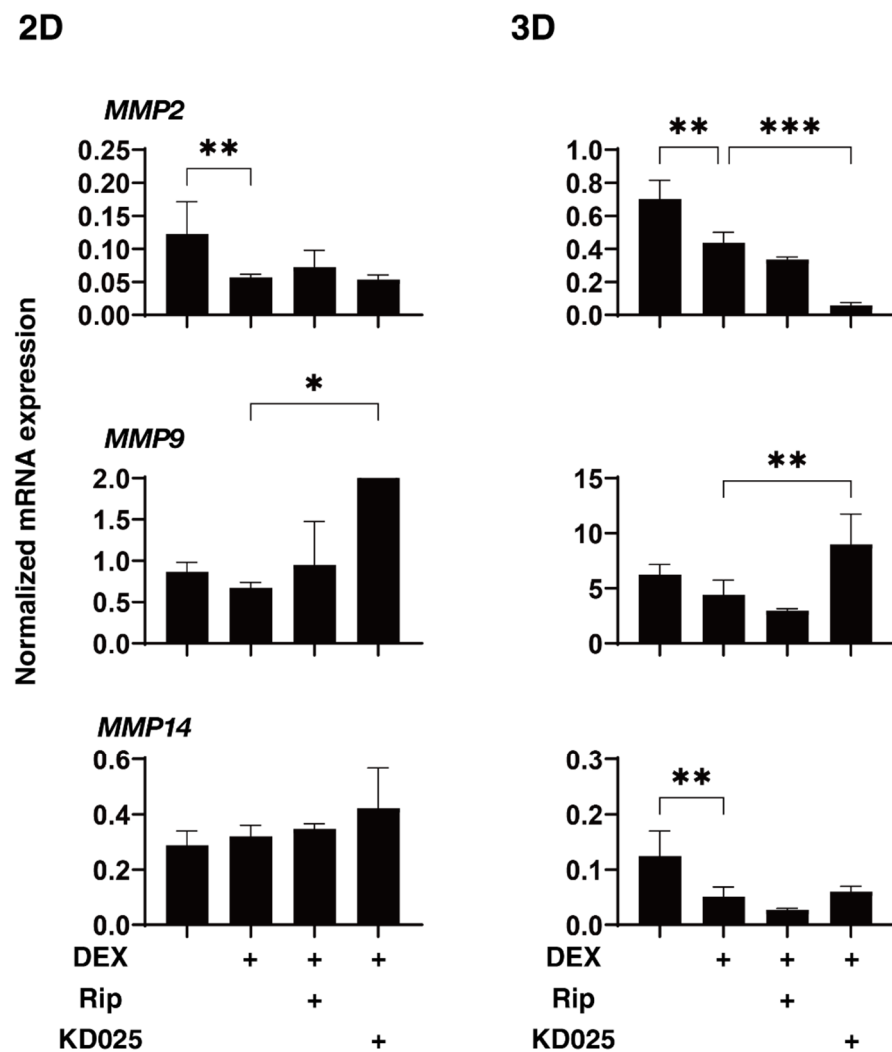 2D
3D
MMP2
**
0.25
0.20
0.15
0.10
0.05
0.00
** ***
1.0
0.8
0.6
0.4
0.2
0.0
Normalized mRNA expression
MMP9
*
2.0
1.5
1.0
0.5
0.0
**
15
10
5
0
MMP14
0.6
0.4
0.2
0.0
**
0.3
0.2
0.1
0.0
DEX + + +
Rip +
KD025 +
DEX + + +
Rip +
KD025 +